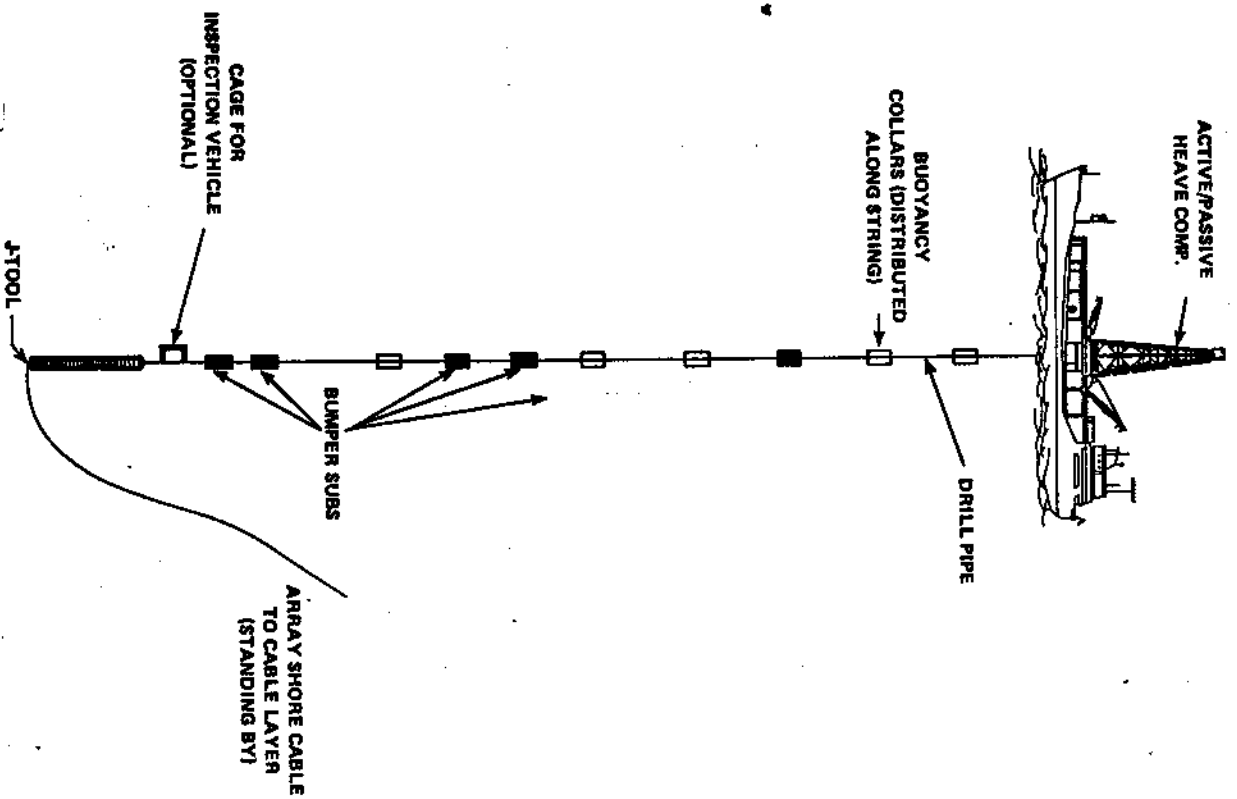 ACTIVE/PASSIVE
HEAVE COMP.
BUOYANCY
COLLARS (DISTRIBUTED
ALONG STRING)
DRILL PIPE
BUMPER SUBS
CAGE FOR
INSPECTION VEHICLE
(OPTIONAL)
J-TOOL
ARRAY SHORE CABLE
TO CABLE LAYER
(STANDING BY)